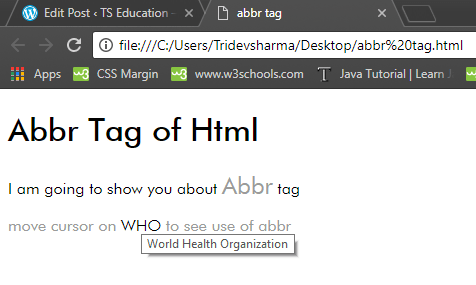 Edit Post ‹ TS Education –
abbr tag
file:///C:/Users/Tridevsharma/Desktop/abbr%20tag.html
Apps
w3
CSS Margin
w3
www.w3schools.com
T
Java Tutorial | Learn J
Abbr Tag of Html
I am going to show you about Abbr tag
move cursor on WHO to see use of abbr
World Health Organization